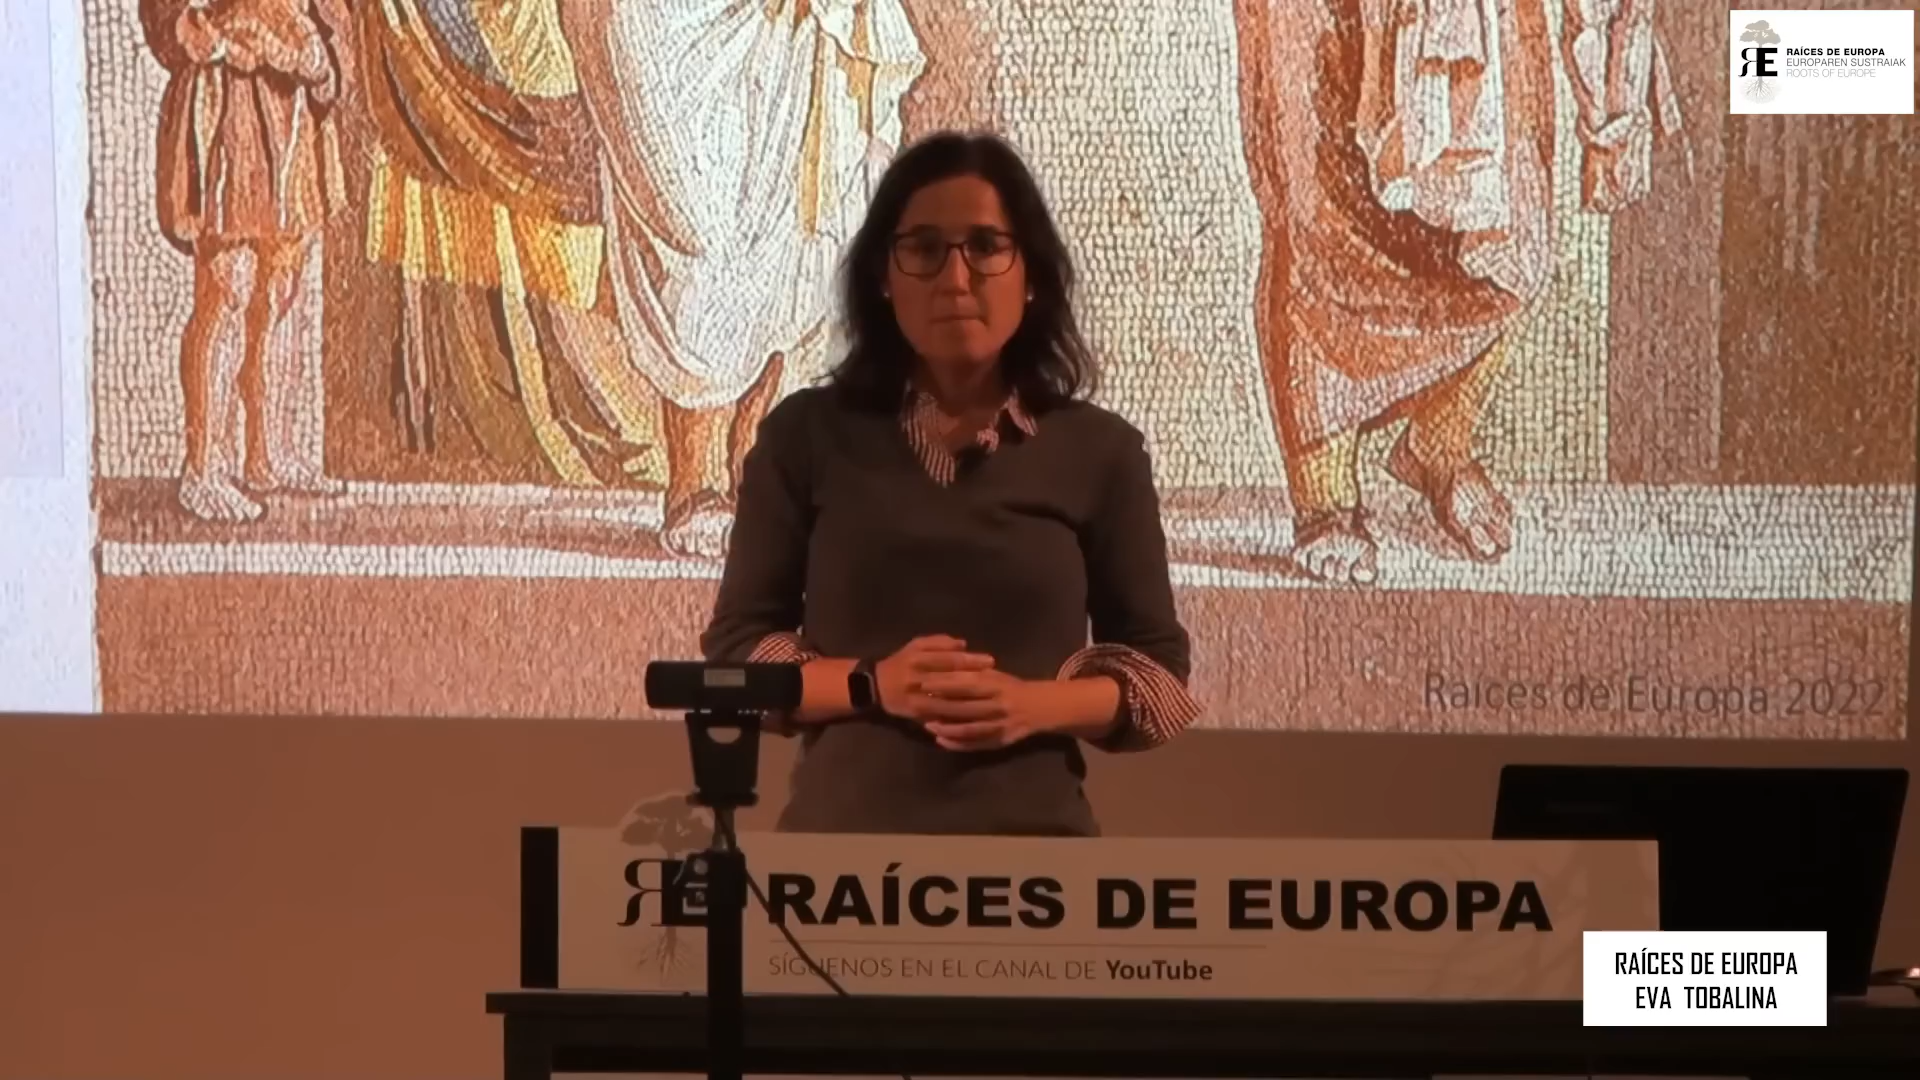 RAÍCES DE EUROPA
EUROPAREN SUSTRAIAK
ROOTS OF EUROPE
Raíces de Europa 2022
RAÍCES DE EUROPA
SÍGUENOS EN EL CANAL DE YouTube
RAÍCES DE EUROPA
EVA TOBALINA